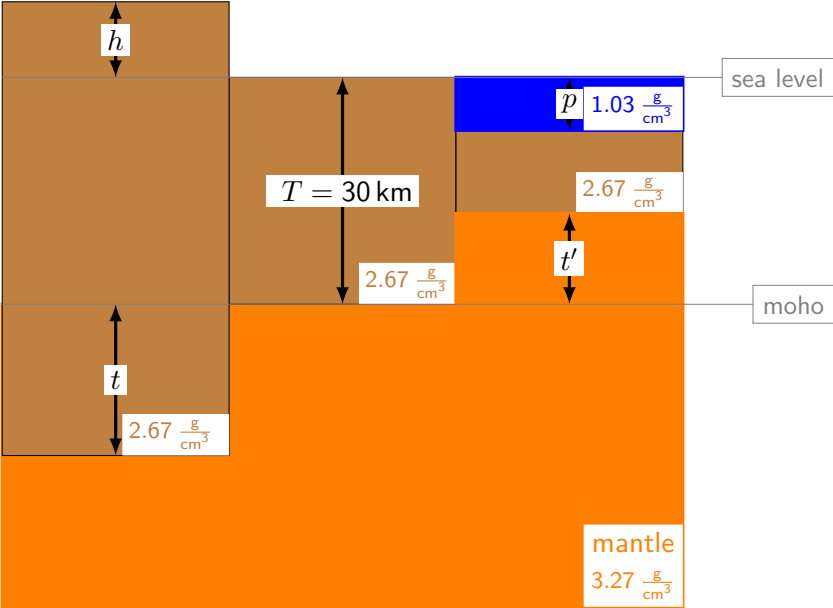 h
sea level
p
1.03 g/cm³
T = 30 km
2.67 g/cm³
t′
2.67 g/cm³
moho
t
2.67 g/cm³
mantle
3.27 g/cm³